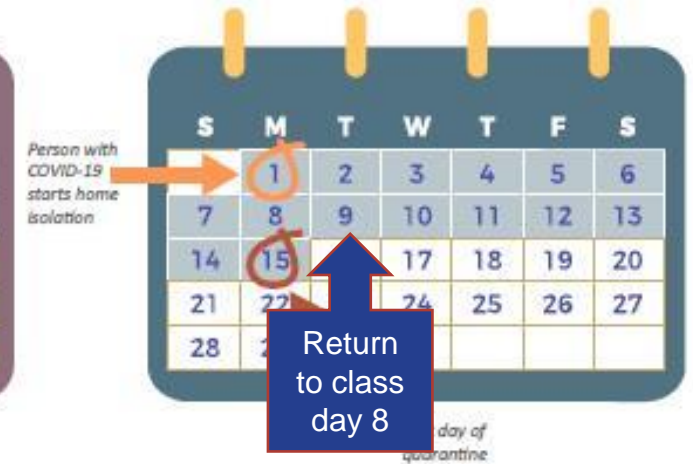 Person with
COVID-19
starts home
isolation
S M T W T F S
1 2 3 4 5 6
7 8 9 10 11 12 13
14 15 17 18 19 20
21 22 24 25 26 27
28
Return
to class
day 8
day of
quarantine